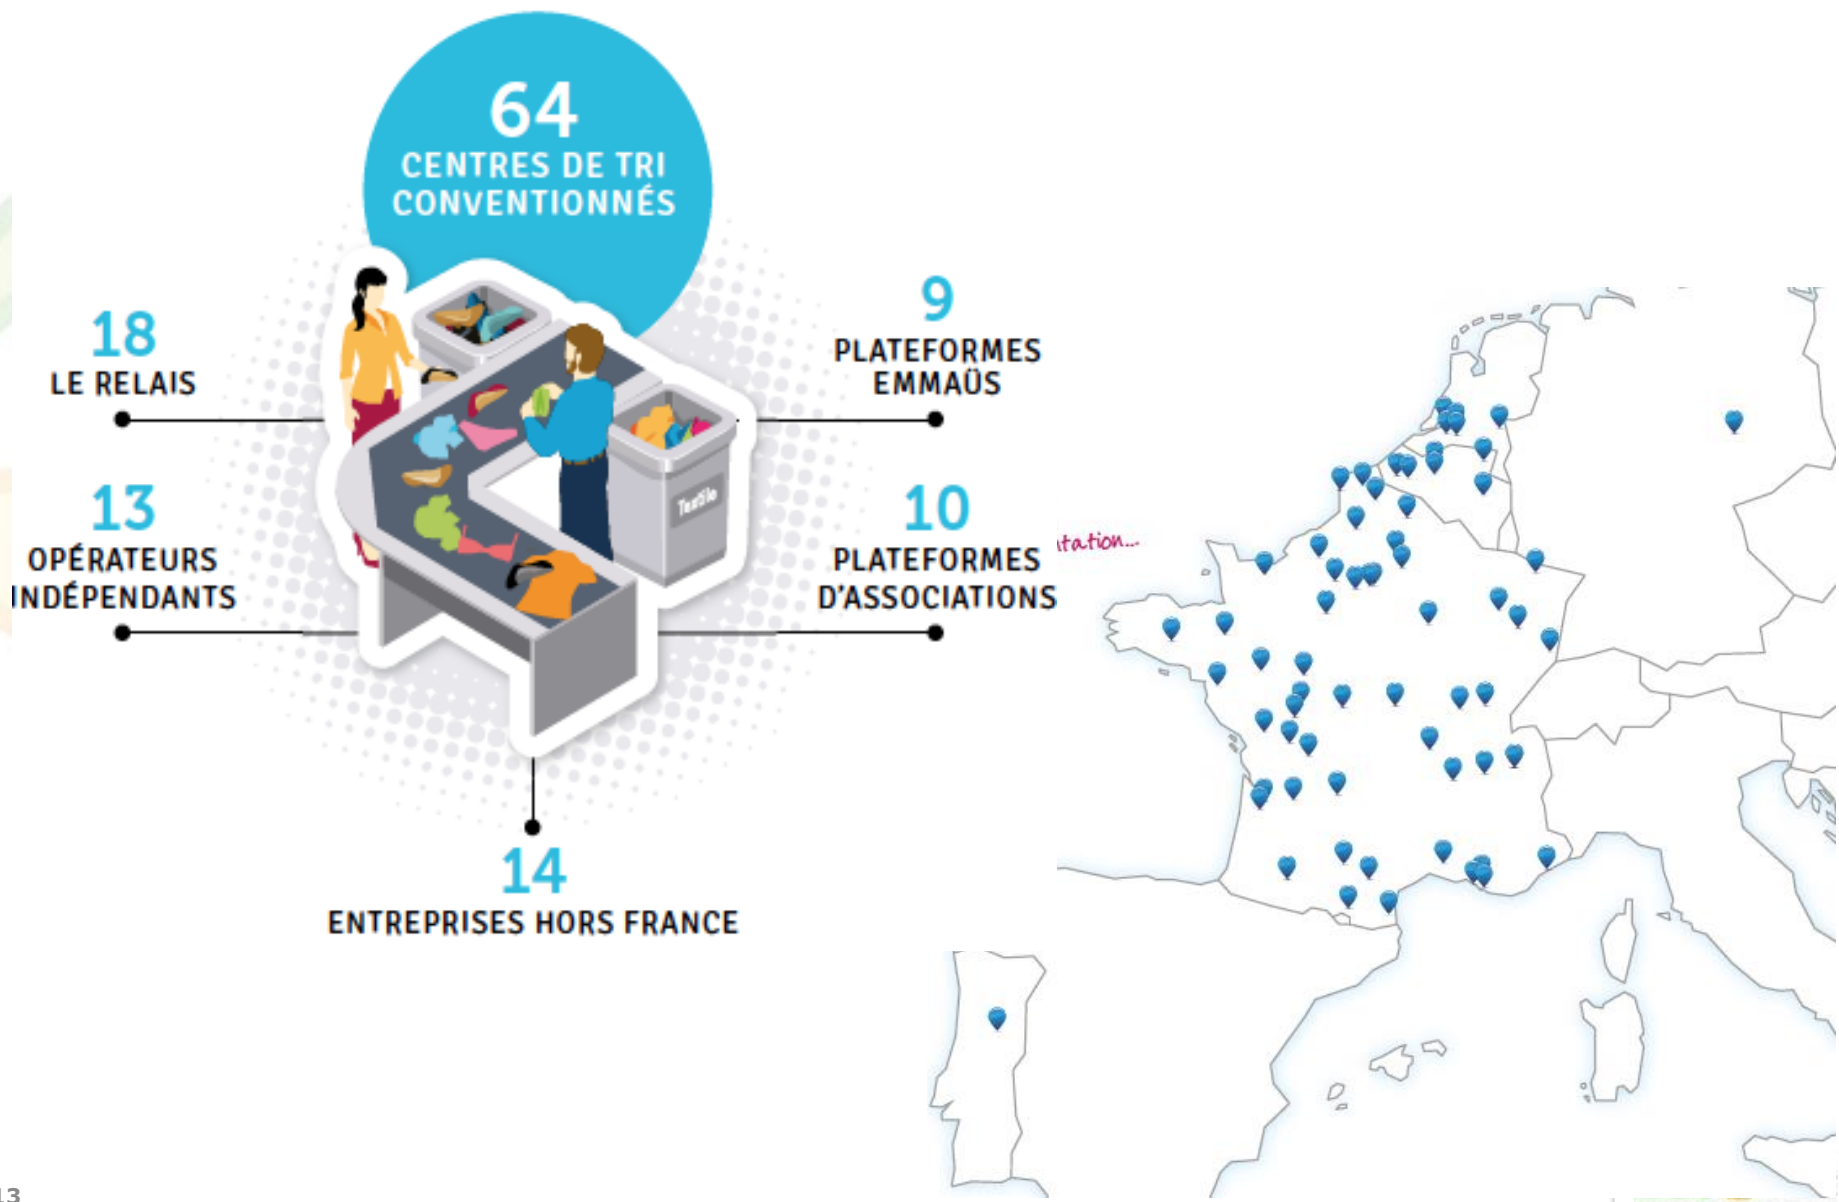 64
CENTRES DE TRI
CONVENTIONNÉS
18
LE RELAIS
9
PLATEFORMES
EMMAÜS
13
OPÉRATEURS
INDÉPENDANTS
10
PLATEFORMES
D'ASSOCIATIONS
Textile
14
ENTREPRISES HORS FRANCE
13